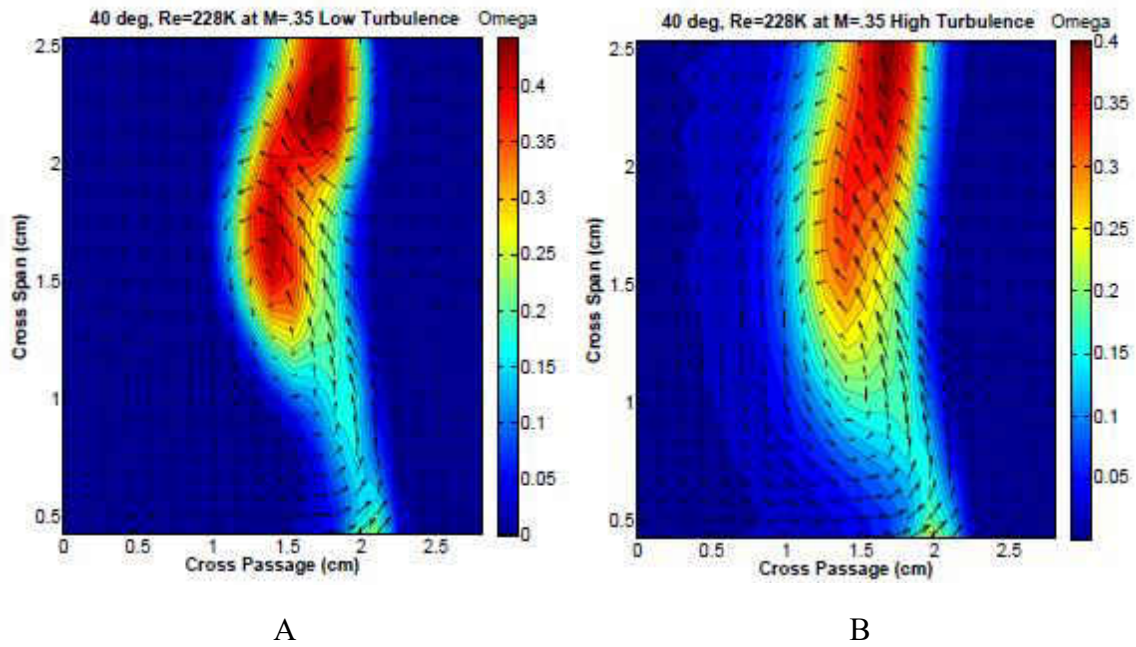 40 deg, Re=228K at M=.35 Low Turbulence Omega
2.5
2
1.5
1
0.5
Cross Span (cm)
0 0.5 1 1.5 2 2.5
Cross Passage (cm)
0.4
0.35
0.3
0.25
0.2
0.15
0.1
0.05
0
A
40 deg, Re=228K at M=.35 High Turbulence Omega
2.5
2
1.5
1
0.5
Cross Span (cm)
0 0.5 1 1.5 2 2.5
Cross Passage (cm)
0.4
0.35
0.3
0.25
0.2
0.15
0.1
0.05
B